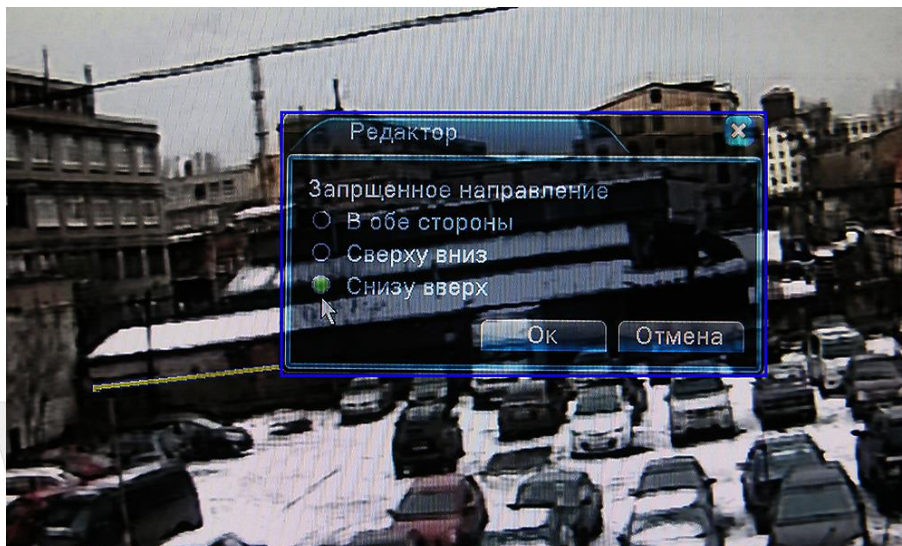 Редактор
Запрщенное направление
В обе стороны
Сверху вниз
Снизу вверх
Ок
Отмена